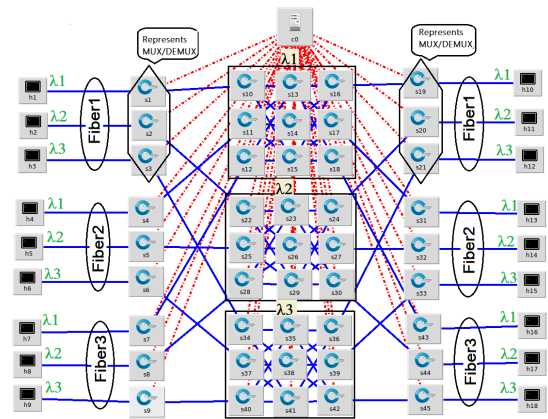 Represents
MUX/DEMUX
c0
Represents
MUX/DEMUX
λ1
λ1
h1
s1
s10
s13
s16
s19
λ1
h10
λ2
h2
Fiber1
s2
s11
s14
s17
s20
Fiber1
λ2
h11
λ3
h3
s3
s12
s15
s18
s21
λ3
h12
λ2
λ1
h4
s4
s22
s23
s24
s31
λ1
h13
λ2
h5
Fiber2
s5
s25
s26
s27
s32
Fiber2
λ2
h14
λ3
h6
s6
s28
s29
s30
s33
λ3
h15
λ3
λ1
h7
s7
s34
s35
s36
s43
λ1
h16
λ2
h8
Fiber3
s8
s37
s38
s39
s44
Fiber3
λ2
h17
λ3
h9
s9
s40
s41
s42
s45
λ3
h18